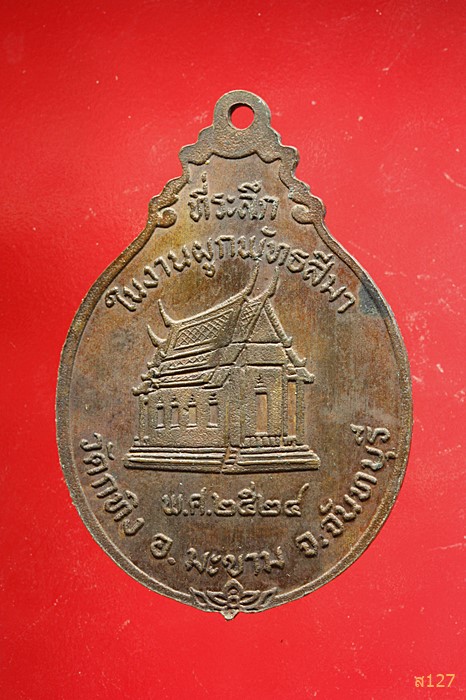 ที่ระลึก
ในงานผูกพัทธสีมา
พ.ศ.๒๕๒๔
วัดกทิง อ.มะขาม จ.จันทบุรี
ส127